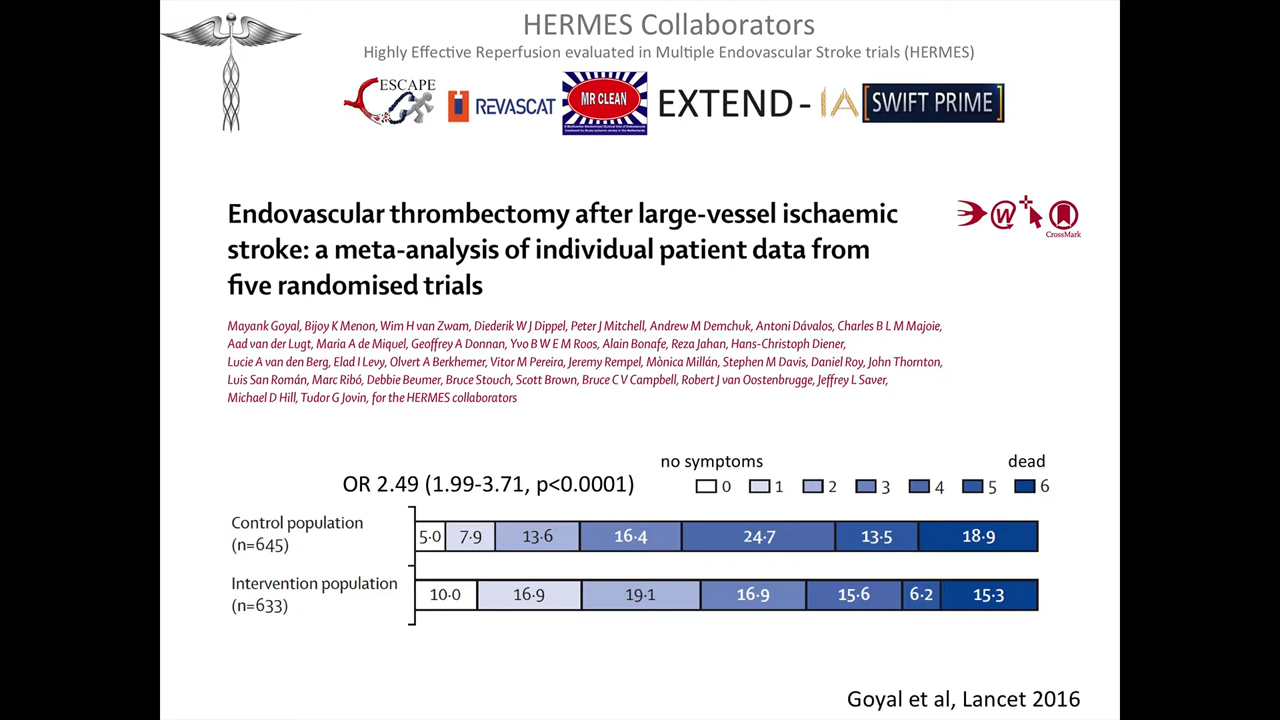 HERMES Collaborators
Highly Effective Reperfusion evaluated in Multiple Endovascular Stroke trials (HERMES)
ESCAPE REVASCAT MR CLEAN EXTEND-IA SWIFT PRIME
Endovascular thrombectomy after large-vessel ischaemic
stroke: a meta-analysis of individual patient data from
five randomised trials
CrossMark
Mayank Goyal, Bijoy K Menon, Wim H van Zwam, Diederik W J Dippel, Peter J Mitchell, Andrew M Demchuk, Antoni Dávalos, Charles B L M Majoie,
Aad van der Lugt, Maria A de Miquel, Geoffrey A Donnan, Yvo B W E M Roos, Alain Bonafe, Reza Jahan, Hans-Christoph Diener,
Lucie A van den Berg, Elad I Levy, Olvert A Berkhemer, Vitor M Pereira, Jeremy Rempel, Mònica Millán, Stephen M Davis, Daniel Roy, John Thornton,
Luis San Román, Marc Ribó, Debbie Beumer, Bruce Stouch, Scott Brown, Bruce C V Campbell, Robert J van Oostenbrugge, Jeffrey L Saver,
Michael D Hill, Tudor G Jovin, for the HERMES collaborators
no symptoms dead
OR 2.49 (1.99-3.71, p<0.0001)
0 1 2 3 4 5 6
Control population
(n=645)
5·0 7·9 13·6 16·4 24·7 13·5 18·9
Intervention population
(n=633)
10·0 16·9 19·1 16·9 15·6 6·2 15·3
Goyal et al, Lancet 2016